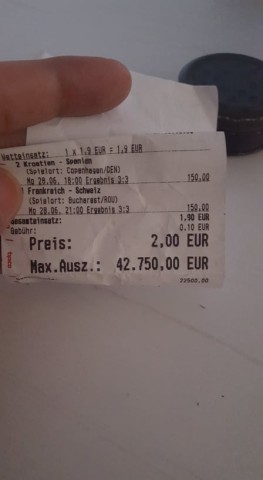 Wetteinsatz: 1 x 1,9 EUR = 1,9 EUR
2 Kroatien - Spanien
(Spielort: Copenhagen/DEN)
Mo 28.06. 18:00 Ergebnis 3:3 150,00
Frankreich - Schweiz
(Spielort: Bucharest/ROU)
Mo 28.06. 21:00 Ergebnis 3:3 150,00
Gesamteinsatz: 1,90 EUR
Gebühr: 0,10 EUR
Preis: 2,00 EUR
Max.Ausz.: 42.750,00 EUR
22500,00